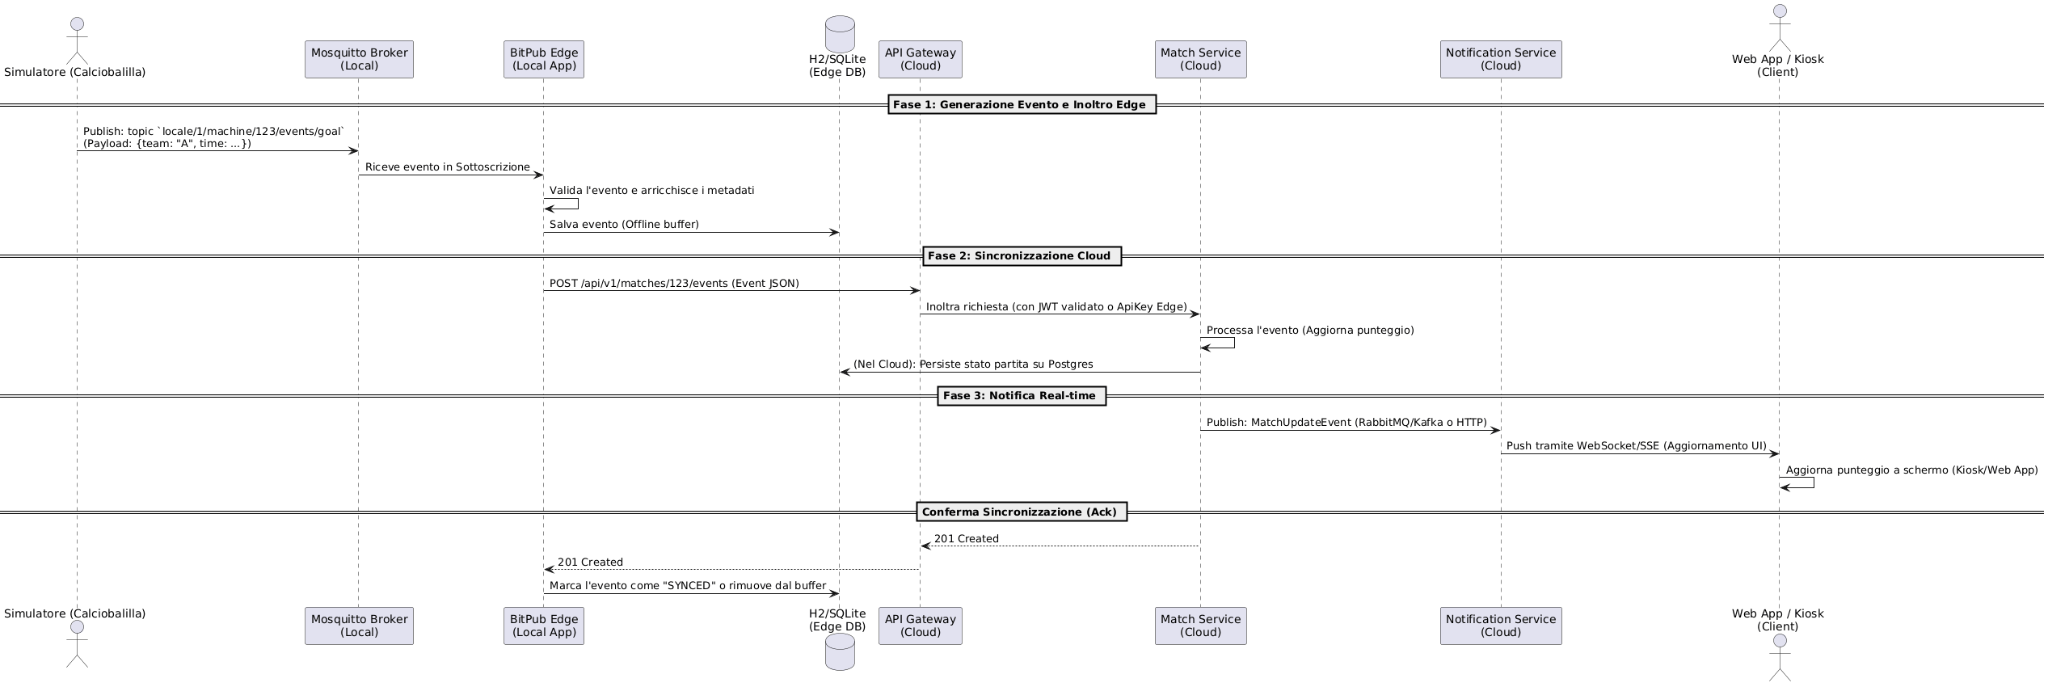 Simulatore (Calciobalilla)
Mosquitto Broker
(Local)
BitPub Edge
(Local App)
H2/SQLite
(Edge DB)
API Gateway
(Cloud)
Match Service
(Cloud)
Notification Service
(Cloud)
Web App / Kiosk
(Client)
Fase 1: Generazione Evento e Inoltro Edge
Publish: topic `locale/1/machine/123/events/goal`
(Payload: {team: "A", time: ...})
Riceve evento in Sottoscrizione
Valida l'evento e arricchisce i metadati
Salva evento (Offline buffer)
Fase 2: Sincronizzazione Cloud
POST /api/v1/matches/123/events (Event JSON)
Inoltra richiesta (con JWT validato o ApiKey Edge)
Processa l'evento (Aggiorna punteggio)
(Nel Cloud): Persiste stato partita su Postgres
Fase 3: Notifica Real-time
Publish: MatchUpdateEvent (RabbitMQ/Kafka o HTTP)
Push tramite WebSocket/SSE (Aggiornamento UI)
Aggiorna punteggio a schermo (Kiosk/Web App)
Conferma Sincronizzazione (Ack)
201 Created
201 Created
Marca l'evento come "SYNCED" o rimuove dal buffer
Simulatore (Calciobalilla)
Mosquitto Broker
(Local)
BitPub Edge
(Local App)
H2/SQLite
(Edge DB)
API Gateway
(Cloud)
Match Service
(Cloud)
Notification Service
(Cloud)
Web App / Kiosk
(Client)